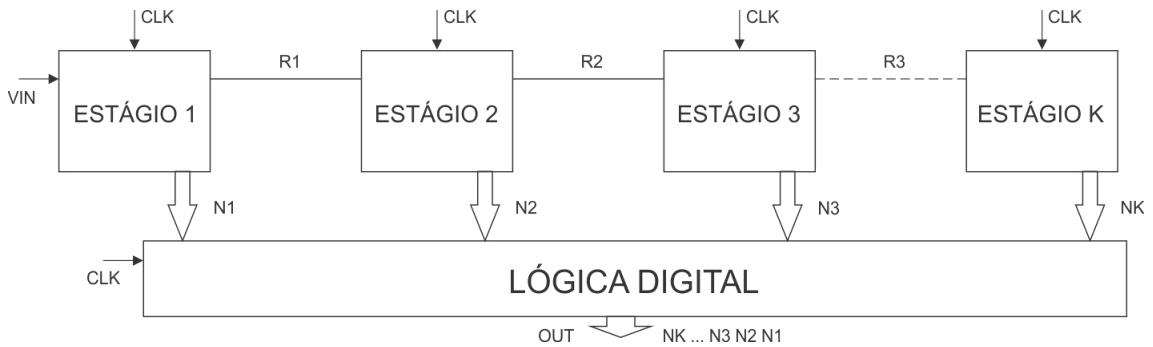 CLK CLK CLK CLK
R1 R2 R3
VIN
ESTÁGIO 1 ESTÁGIO 2 ESTÁGIO 3 ESTÁGIO K
N1 N2 N3 NK
CLK
LÓGICA DIGITAL
OUT NK ... N3 N2 N1